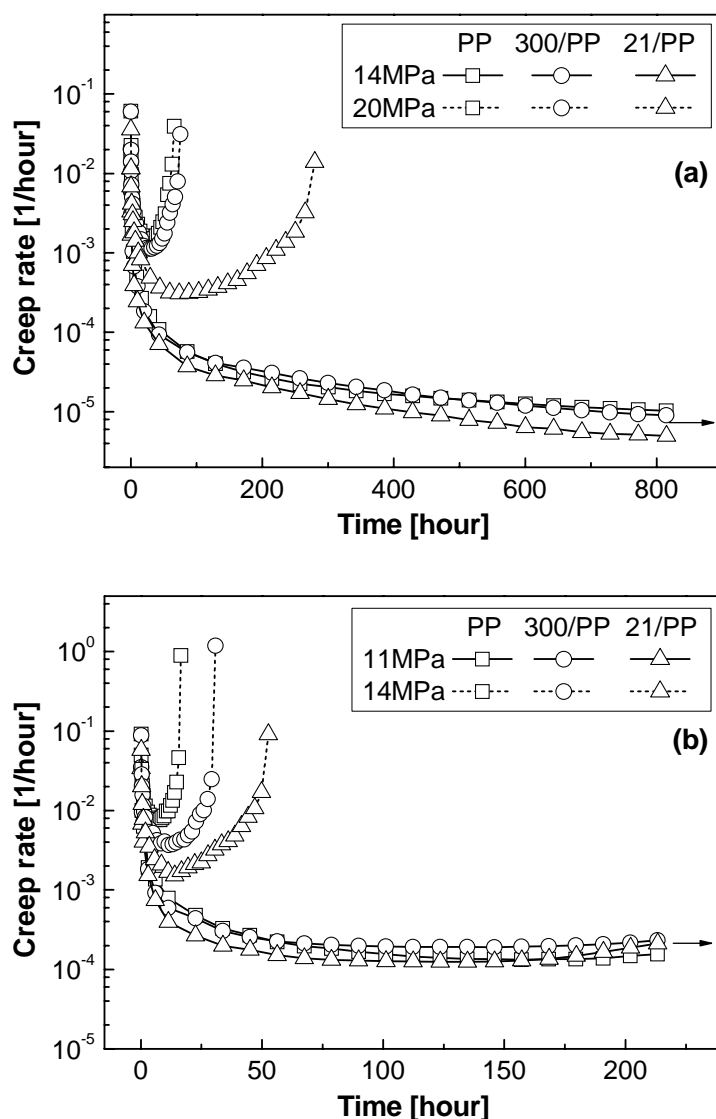 PP 300/PP 21/PP
14MPa
20MPa
(a)
Creep rate [1/hour]
10^-1
10^-2
10^-3
10^-4
10^-5
0 200 400 600 800
Time [hour]
PP 300/PP 21/PP
11MPa
14MPa
(b)
Creep rate [1/hour]
10^0
10^-1
10^-2
10^-3
10^-4
10^-5
0 50 100 150 200
Time [hour]